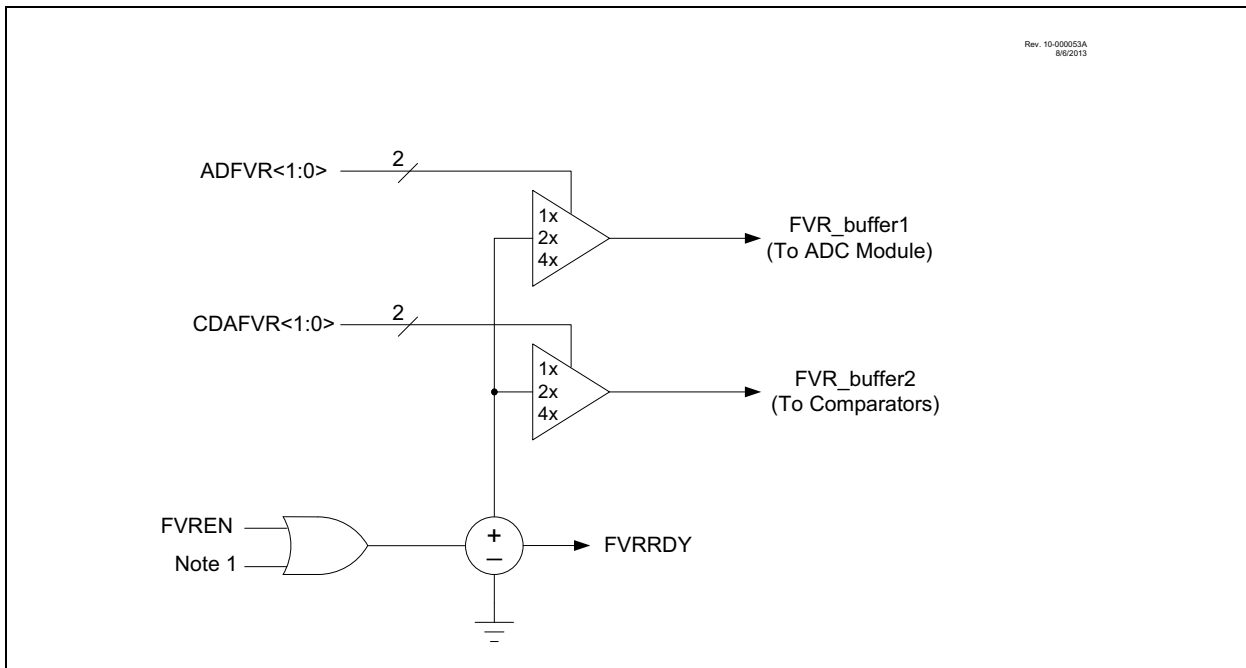 Rev. 10-000053A
8/6/2013
ADFVR<1:0>
2
1x
2x
4x
FVR_buffer1
(To ADC Module)
CDAFVR<1:0>
2
1x
2x
4x
FVR_buffer2
(To Comparators)
FVREN
Note 1
+
–
FVRRDY